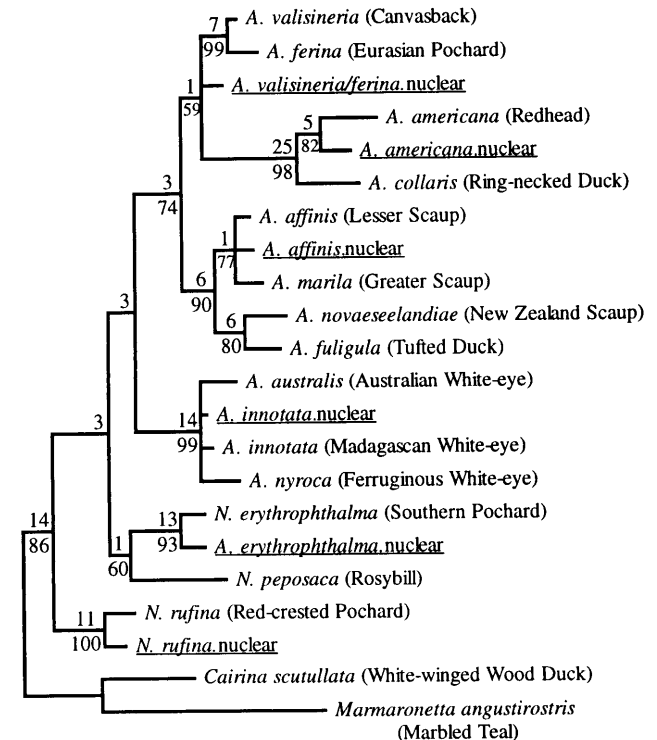 7 A. valisineria (Canvasback)
99 A. ferina (Eurasian Pochard)
1 A. valisineria/ferina.nuclear
59
5 A. americana (Redhead)
25 82 A. americana.nuclear
98 A. collaris (Ring-necked Duck)
3
74
A. affinis (Lesser Scaup)
1 A. affinis.nuclear
77
6 A. marila (Greater Scaup)
90
3 6 A. novaeseelandiae (New Zealand Scaup)
80 A. fuligula (Tufted Duck)
A. australis (Australian White-eye)
14 A. innotata.nuclear
3 99 A. innotata (Madagascan White-eye)
A. nyroca (Ferruginous White-eye)
14 13 N. erythrophthalma (Southern Pochard)
86 1 93 A. erythrophthalma.nuclear
60 N. peposaca (Rosybill)
11 N. rufina (Red-crested Pochard)
100 N. rufina.nuclear
Cairina scutullata (White-winged Wood Duck)
Marmaronetta angustirostris
(Marbled Teal)